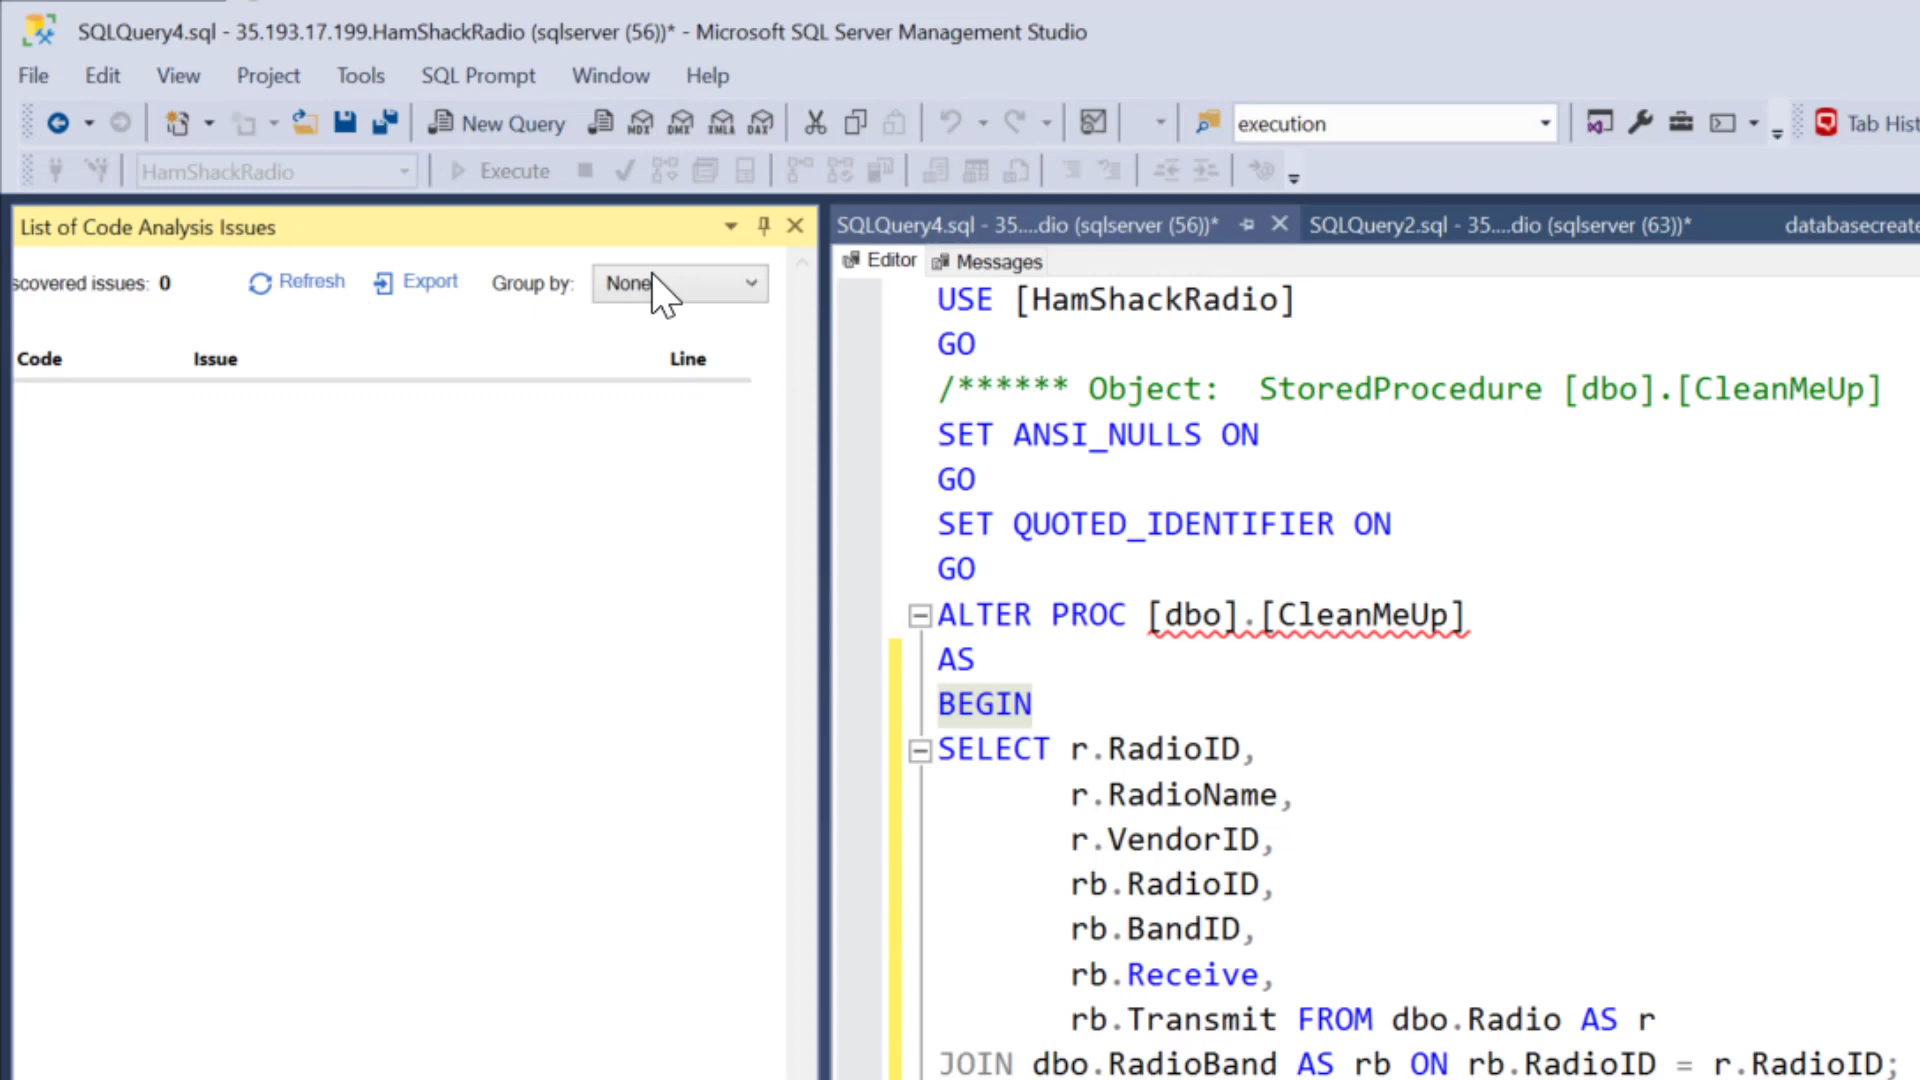 SQLQuery4.sql - 35.193.17.199.HamShackRadio (sqlserver (56))* - Microsoft SQL Server Management Studio
File Edit View Project Tools SQL Prompt Window Help
New Query MDX DMX XMLA DAX execution Tab Hist
HamShackRadio Execute
List of Code Analysis Issues
SQLQuery4.sql - 35....dio (sqlserver (56))* SQLQuery2.sql - 35....dio (sqlserver (63))* databasecreate
Editor Messages
scovered issues: 0 Refresh Export Group by: None
Code Issue Line
USE [HamShackRadio]
GO
/****** Object:  StoredProcedure [dbo].[CleanMeUp]
SET ANSI_NULLS ON
GO
SET QUOTED_IDENTIFIER ON
GO
ALTER PROC [dbo].[CleanMeUp]
AS
BEGIN
SELECT r.RadioID,
r.RadioName,
r.VendorID,
rb.RadioID,
rb.BandID,
rb.Receive,
rb.Transmit FROM dbo.Radio AS r
JOIN dbo.RadioBand AS rb ON rb.RadioID = r.RadioID;